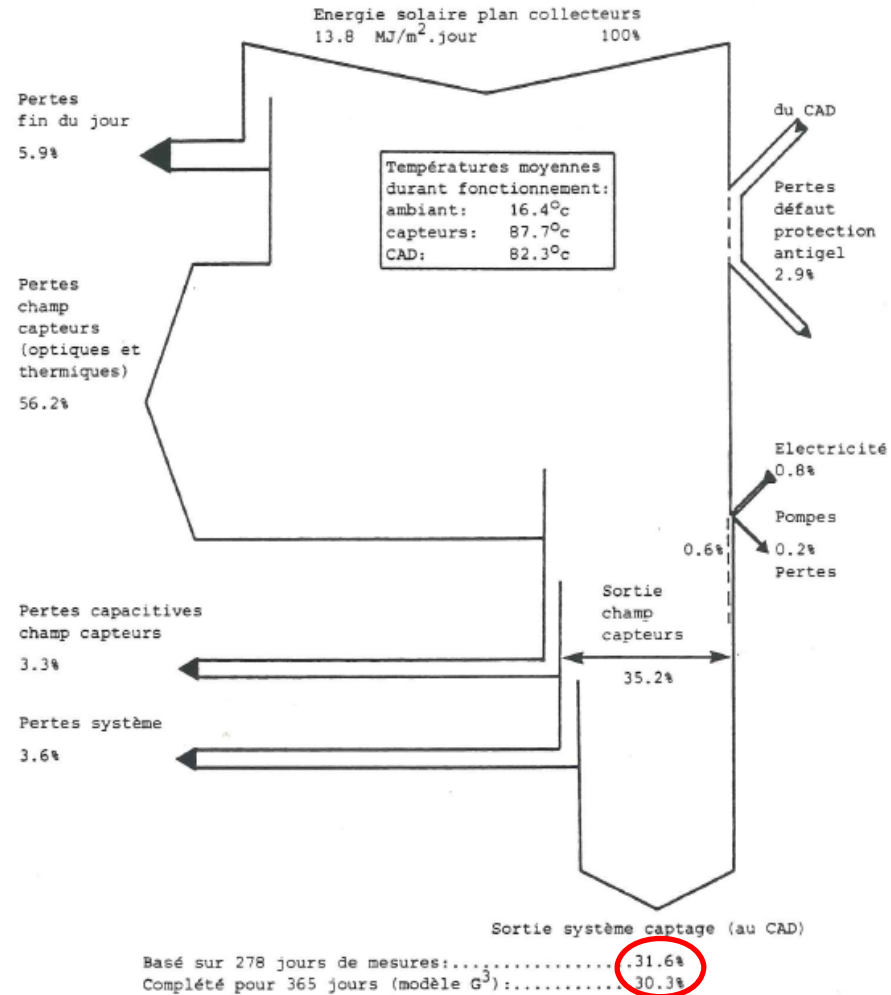 Energie solaire plan collecteurs
13.8 MJ/m².jour 100%
Pertes
fin du jour
5.9%
du CAD
Températures moyennes
durant fonctionnement:
ambiant: 16.4°c
capteurs: 87.7°c
CAD: 82.3°c
Pertes
défaut
protection
antigel
2.9%
Pertes
champ
capteurs
(optiques et
thermiques)
56.2%
Electricité
0.8%
Pompes
0.6%
0.2%
Pertes
Sortie
champ
capteurs
35.2%
Pertes capacitives
champ capteurs
3.3%
Pertes système
3.6%
Sortie système captage (au CAD)
Basé sur 278 jours de mesures:.................31.6%
Complété pour 365 jours (modèle G³):...........30.3%